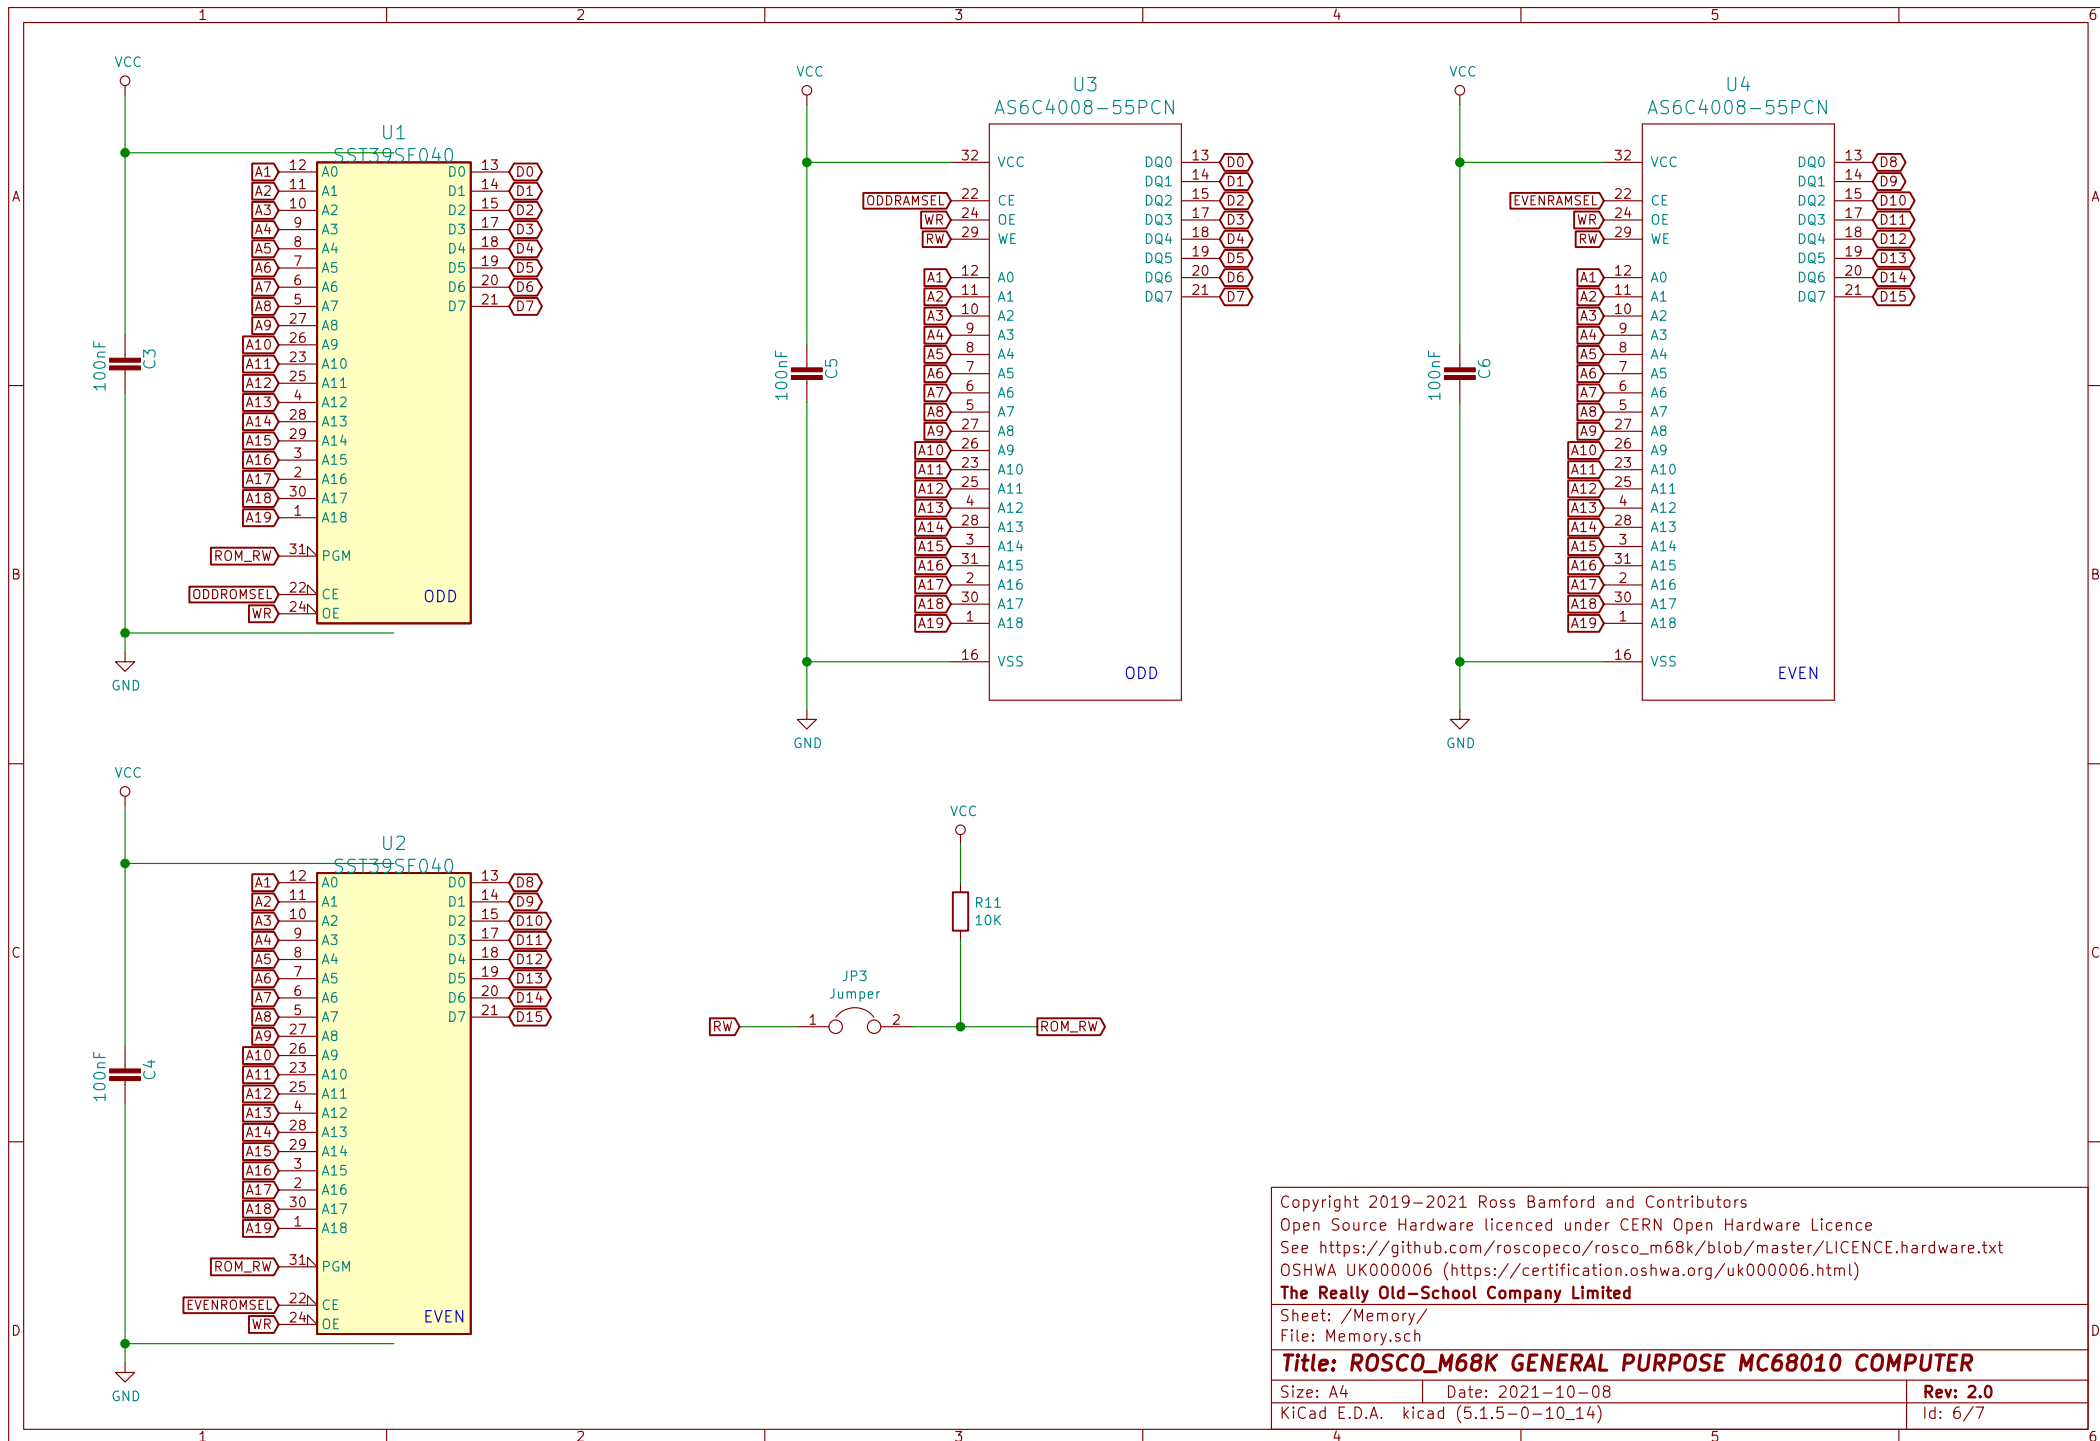 1 2 3 4 5 6
A
B
C
D
VCC
U1
SST39SF040
A1 12 A0 D0 13 D0
A2 11 A1 D1 14 D1
A3 10 A2 D2 15 D2
A4 9 A3 D3 17 D3
A5 8 A4 D4 18 D4
A6 7 A5 D5 19 D5
A7 6 A6 D6 20 D6
A8 5 A7 D7 21 D7
A9 27 A8
A10 26 A9
A11 23 A10
A12 25 A11
A13 4 A12
A14 28 A13
A15 29 A14
A16 3 A15
A17 2 A16
A18 30 A17
A19 1 A18
ROM_RW 31 PGM
ODDROMSEL 22 CE
WR 24 OE
ODD
100nF
C3
GND
VCC
U3
AS6C4008-55PCN
32 VCC DQ0 13 D0
DQ1 14 D1
ODDRAMSEL 22 CE DQ2 15 D2
WR 24 OE DQ3 17 D3
RW 29 WE DQ4 18 D4
DQ5 19 D5
A1 12 A0 DQ6 20 D6
A2 11 A1 DQ7 21 D7
A3 10 A2
A4 9 A3
A5 8 A4
A6 7 A5
A7 6 A6
A8 5 A7
A9 27 A8
A10 26 A9
A11 23 A10
A12 25 A11
A13 4 A12
A14 28 A13
A15 3 A14
A16 31 A15
A17 2 A16
A18 30 A17
A19 1 A18
16 VSS
ODD
100nF
C5
GND
VCC
U4
AS6C4008-55PCN
32 VCC DQ0 13 D8
DQ1 14 D9
EVENRAMSEL 22 CE DQ2 15 D10
WR 24 OE DQ3 17 D11
RW 29 WE DQ4 18 D12
DQ5 19 D13
A1 12 A0 DQ6 20 D14
A2 11 A1 DQ7 21 D15
A3 10 A2
A4 9 A3
A5 8 A4
A6 7 A5
A7 6 A6
A8 5 A7
A9 27 A8
A10 26 A9
A11 23 A10
A12 25 A11
A13 4 A12
A14 28 A13
A15 3 A14
A16 31 A15
A17 2 A16
A18 30 A17
A19 1 A18
16 VSS
EVEN
100nF
C6
GND
VCC
U2
SST39SF040
A1 12 A0 D0 13 D8
A2 11 A1 D1 14 D9
A3 10 A2 D2 15 D10
A4 9 A3 D3 17 D11
A5 8 A4 D4 18 D12
A6 7 A5 D5 19 D13
A7 6 A6 D6 20 D14
A8 5 A7 D7 21 D15
A9 27 A8
A10 26 A9
A11 23 A10
A12 25 A11
A13 4 A12
A14 28 A13
A15 29 A14
A16 3 A15
A17 2 A16
A18 30 A17
A19 1 A18
ROM_RW 31 PGM
EVENROMSEL 22 CE
WR 24 OE
EVEN
100nF
C4
GND
VCC
R11
10K
JP3
Jumper
RW 1 2 ROM_RW
Copyright 2019-2021 Ross Bamford and Contributors
Open Source Hardware licenced under CERN Open Hardware Licence
See https://github.com/roscopeco/rosco_m68k/blob/master/LICENCE.hardware.txt
OSHWA UK000006 (https://certification.oshwa.org/uk000006.html)
The Really Old-School Company Limited
Sheet: /Memory/
File: Memory.sch
Title: ROSCO_M68K GENERAL PURPOSE MC68010 COMPUTER
Size: A4 Date: 2021-10-08 Rev: 2.0
KiCad E.D.A. kicad (5.1.5-0-10_14) Id: 6/7
A
B
C
D
1 2 3 4 5 6